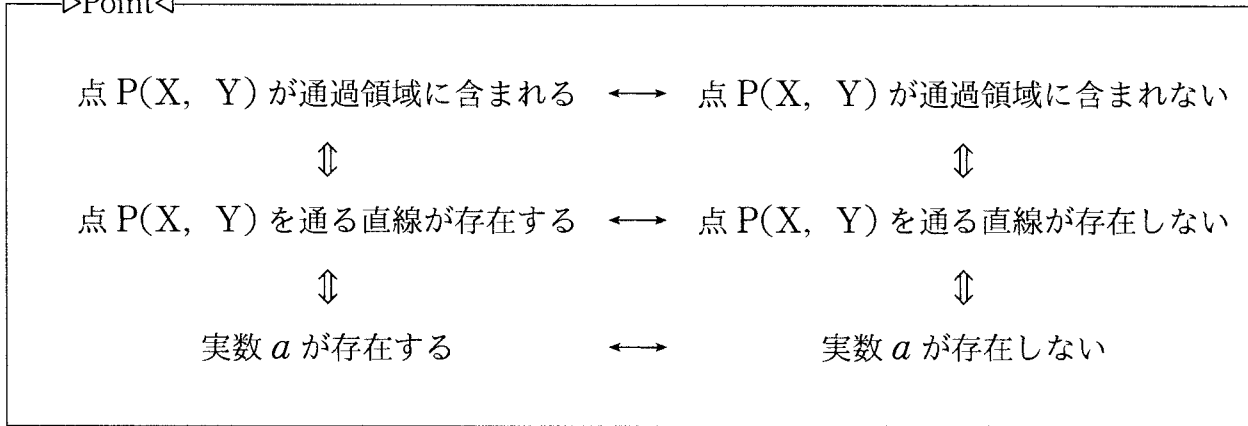 ▷Point◁
点 P(X, Y) が通過領域に含まれる ←→ 点 P(X, Y) が通過領域に含まれない
⇕ ⇕
点 P(X, Y) を通る直線が存在する ←→ 点 P(X, Y) を通る直線が存在しない
⇕ ⇕
実数 a が存在する ←→ 実数 a が存在しない